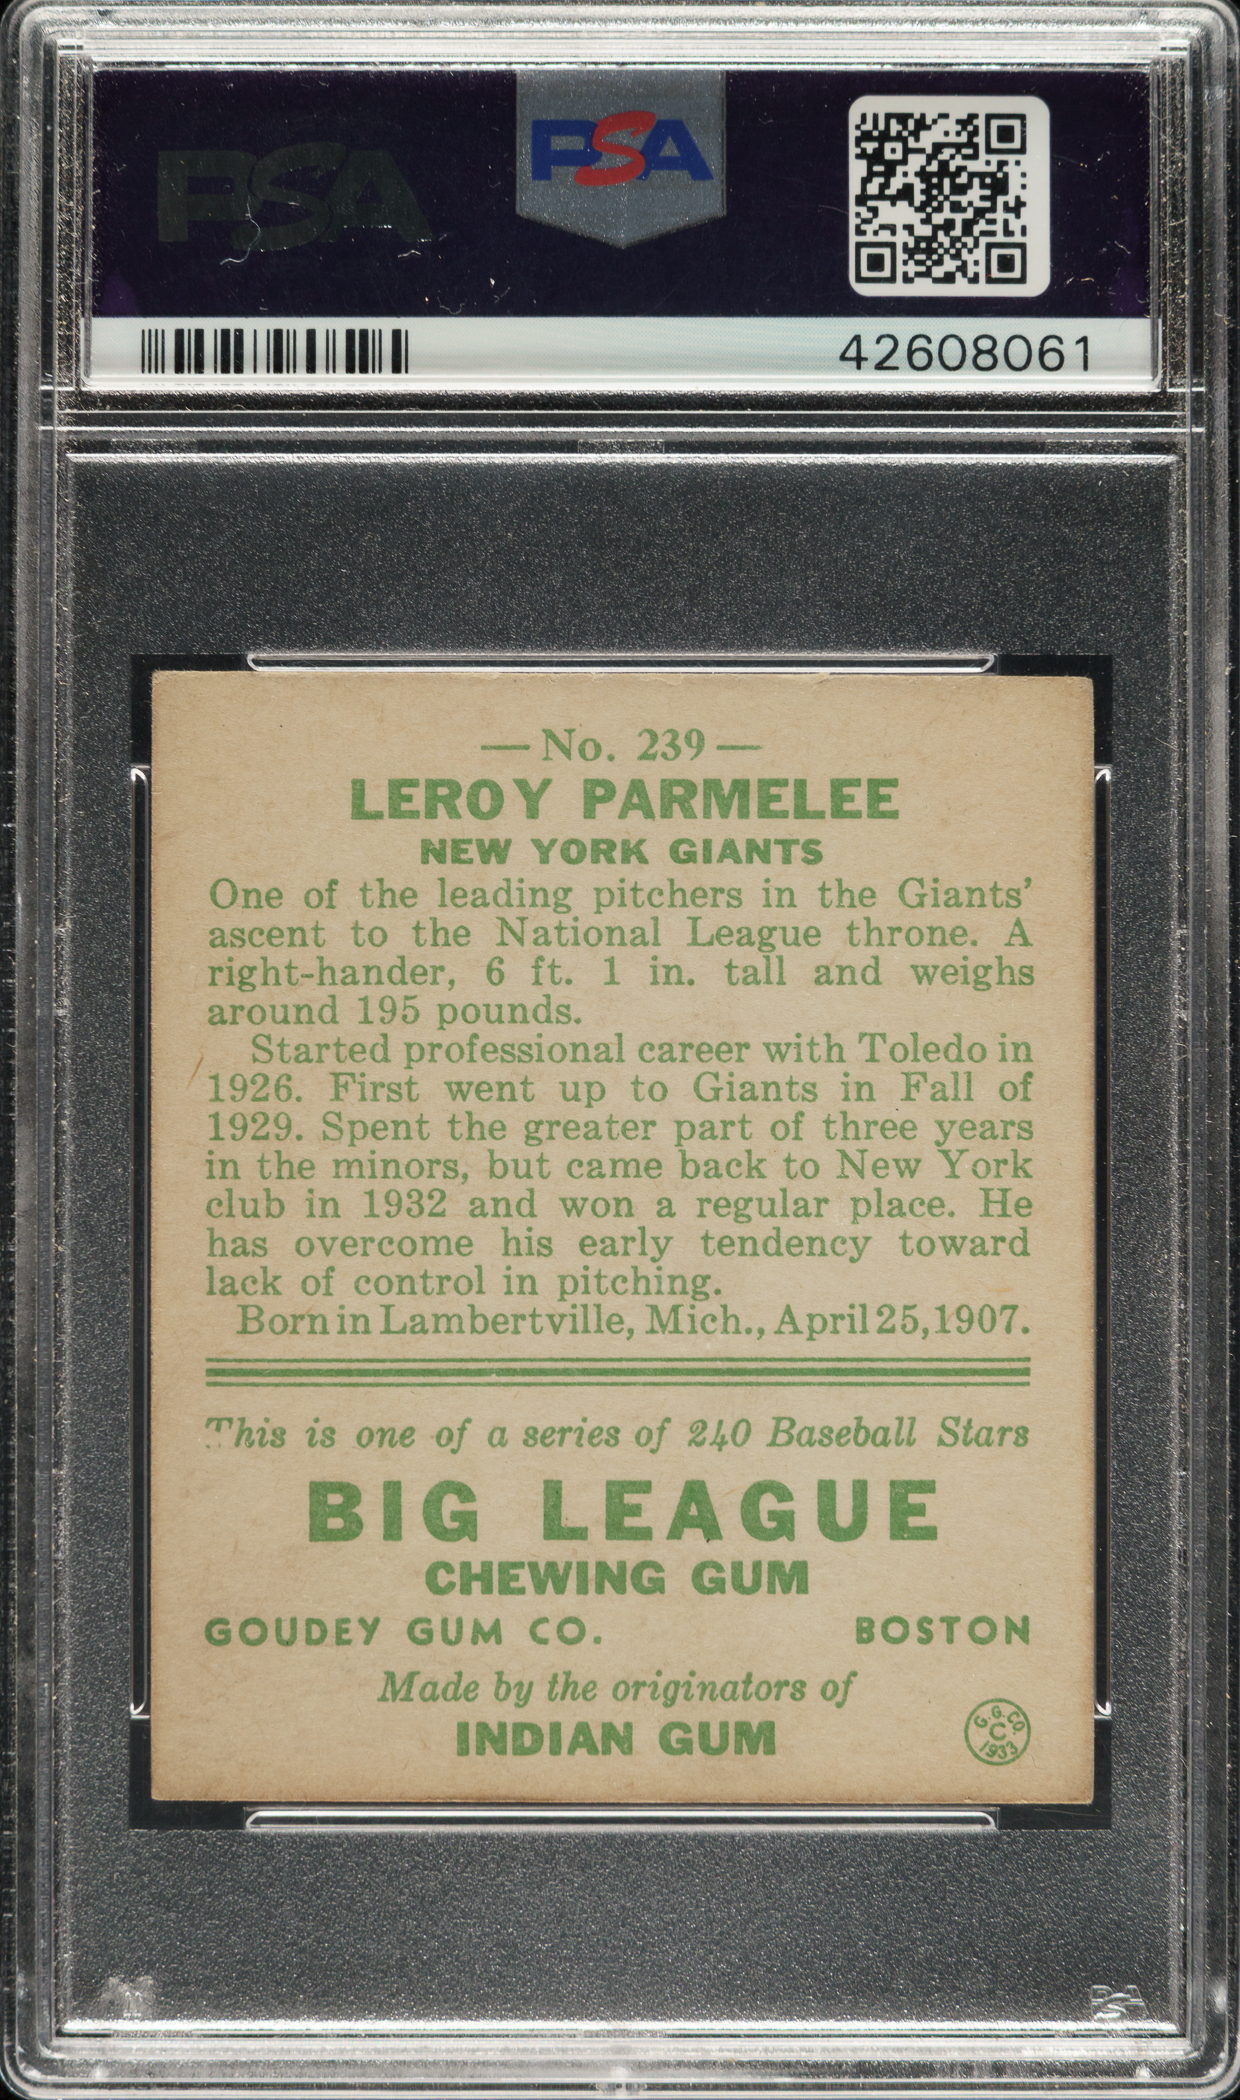 PSA
PSA
42608061
— No. 239 —
LEROY PARMELEE
NEW YORK GIANTS
One of the leading pitchers in the Giants'
ascent to the National League throne. A
right-hander, 6 ft. 1 in. tall and weighs
around 195 pounds.
Started professional career with Toledo in
1926. First went up to Giants in Fall of
1929. Spent the greater part of three years
in the minors, but came back to New York
club in 1932 and won a regular place. He
has overcome his early tendency toward
lack of control in pitching.
Born in Lambertville, Mich., April 25, 1907.
This is one of a series of 240 Baseball Stars
BIG LEAGUE
CHEWING GUM
GOUDEY GUM CO. BOSTON
Made by the originators of
INDIAN GUM
G. G. CO.
C
1933
PSA